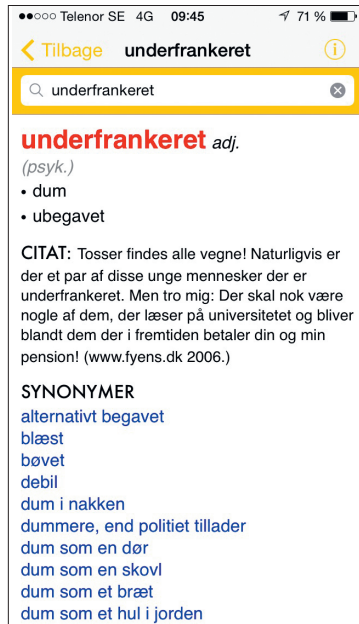 Telenor SE 4G 09:45 71 %
Tilbage underfrankeret i
underfrankeret
underfrankeret adj.
(psyk.)
• dum
• ubegavet
CITAT: Tosser findes alle vegne! Naturligvis er
der et par af disse unge mennesker der er
underfrankeret. Men tro mig: Der skal nok være
nogle af dem, der læser på universitetet og bliver
blandt dem der i fremtiden betaler din og min
pension! (www.fyens.dk 2006.)
SYNONYMER
alternativt begavet
blæst
bøvet
debil
dum i nakken
dummere, end politiet tillader
dum som en dør
dum som en skovl
dum som et bræt
dum som et hul i jorden